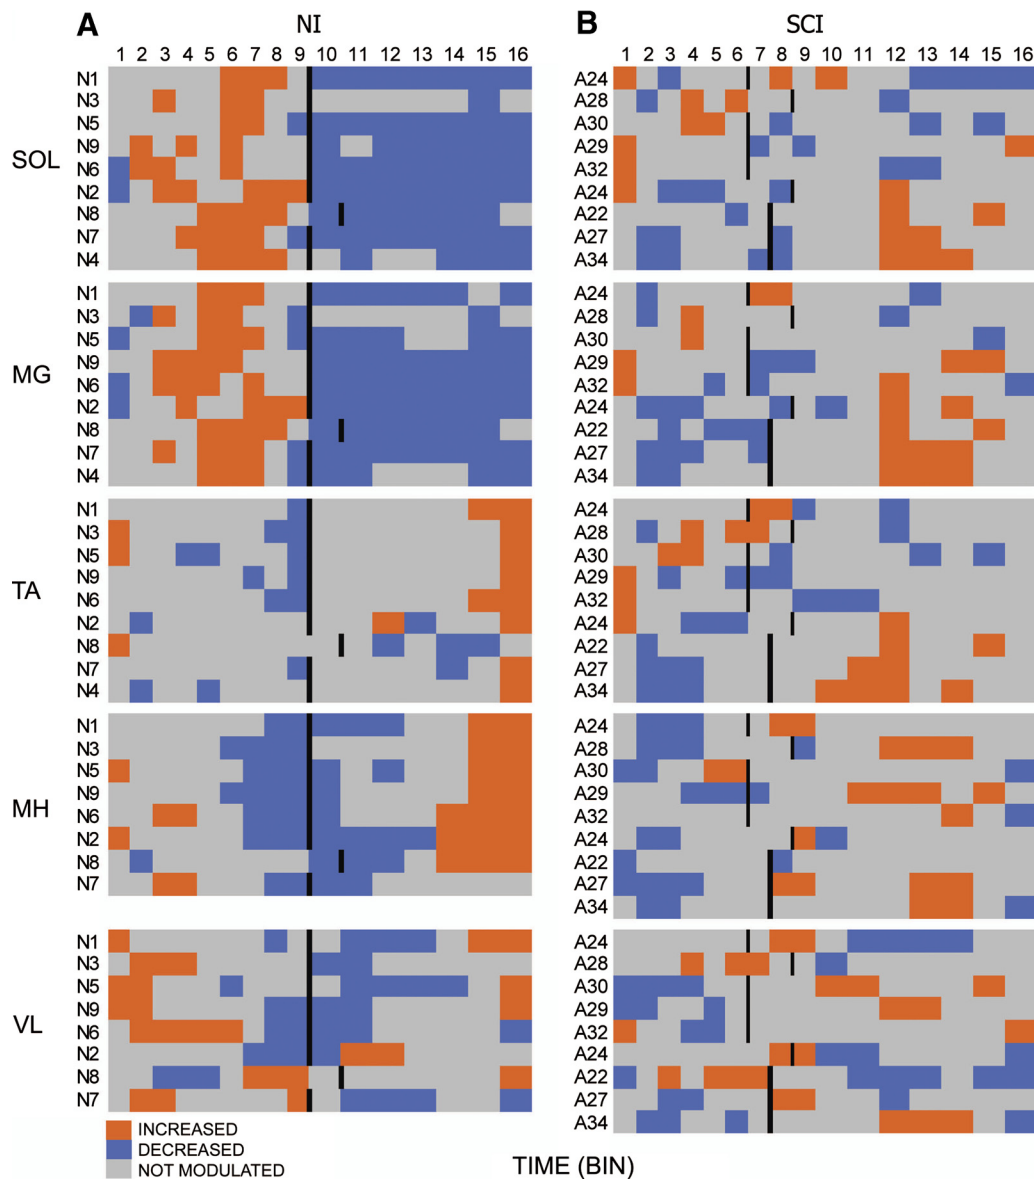 A NI
1 2 3 4 5 6 7 8 9 10 11 12 13 14 15 16
SOL
N1
N3
N5
N9
N6
N2
N8
N7
N4
MG
N1
N3
N5
N9
N6
N2
N8
N7
N4
TA
N1
N3
N5
N9
N6
N2
N8
N7
N4
MH
N1
N3
N5
N9
N6
N2
N8
N7
VL
N1
N3
N5
N9
N6
N2
N8
N7
B SCI
1 2 3 4 5 6 7 8 9 10 11 12 13 14 15 16
A24
A28
A30
A29
A32
A24
A22
A27
A34
A24
A28
A30
A29
A32
A24
A22
A27
A34
A24
A28
A30
A29
A32
A24
A22
A27
A34
A24
A28
A30
A29
A32
A24
A22
A27
A34
A24
A28
A30
A29
A32
A24
A22
A27
A34
INCREASED
DECREASED
NOT MODULATED
TIME (BIN)